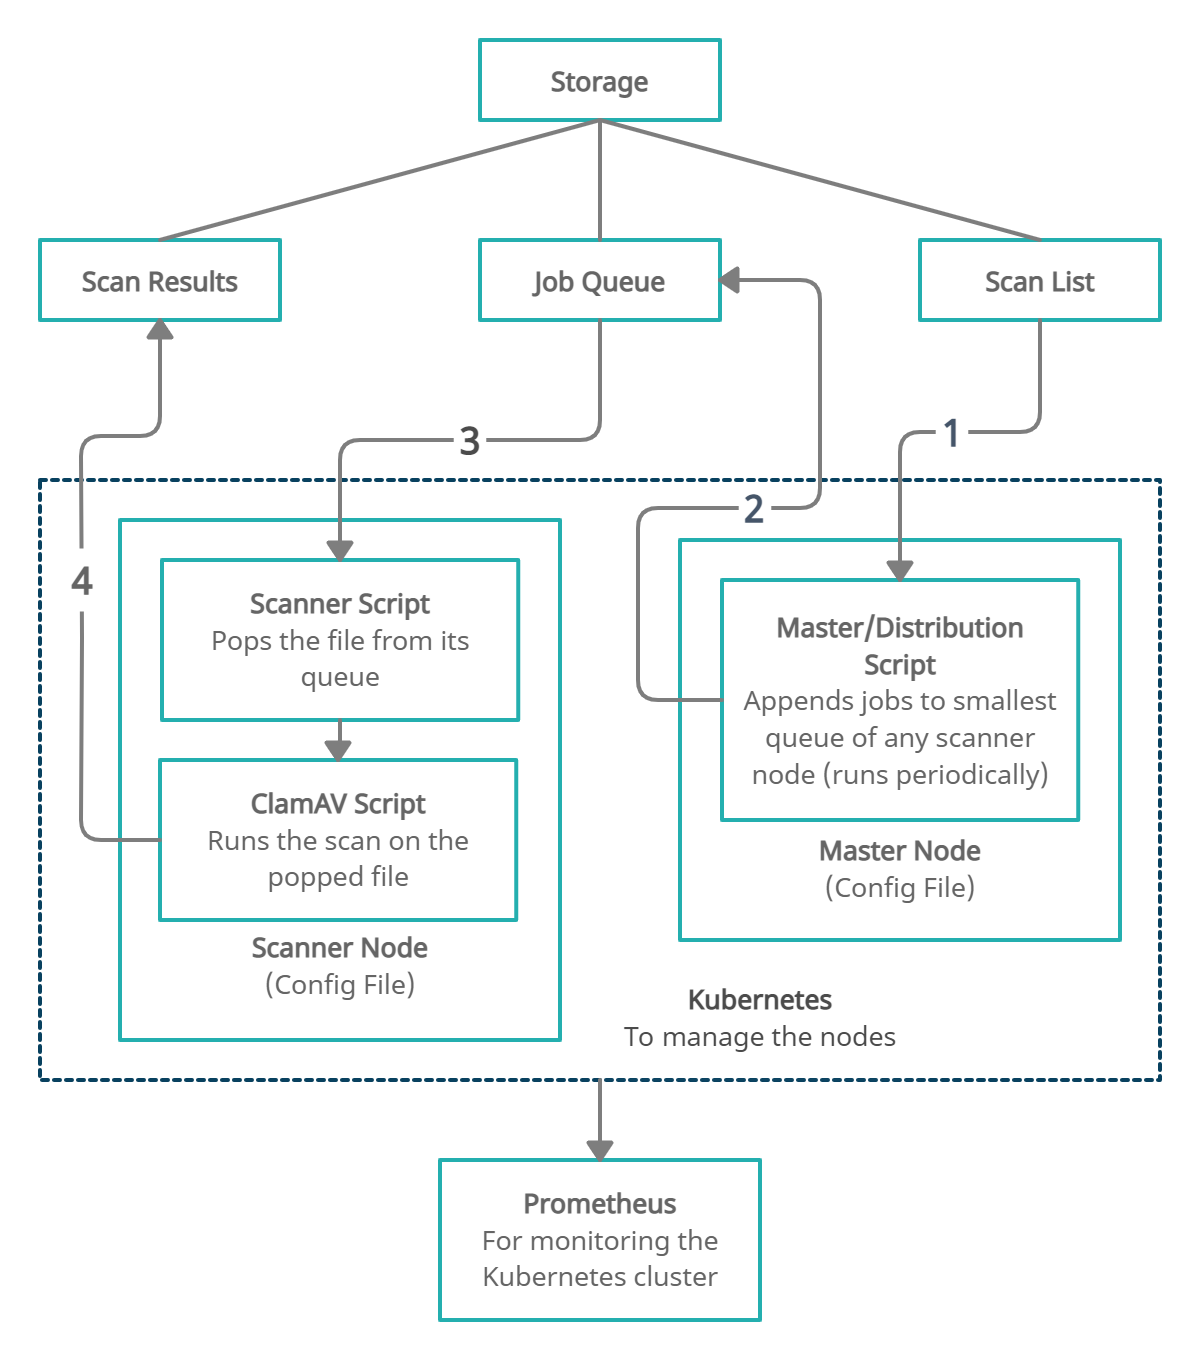 Storage
Scan Results
Job Queue
Scan List
1
3
2
4
Scanner Script
Pops the file from its
queue
ClamAV Script
Runs the scan on the
popped file
Scanner Node
(Config File)
Master/Distribution
Script
Appends jobs to smallest
queue of any scanner
node (runs periodically)
Master Node
(Config File)
Kubernetes
To manage the nodes
Prometheus
For monitoring the
Kubernetes cluster